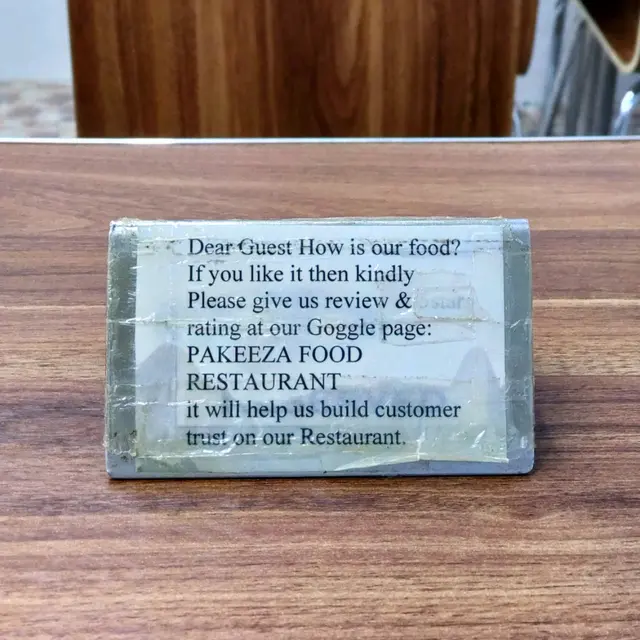 Dear Guest How is our food?
If you like it then kindly
Please give us review & 5star
rating at our Goggle page:
PAKEEZA FOOD
RESTAURANT
it will help us build customer
trust on our Restaurant.